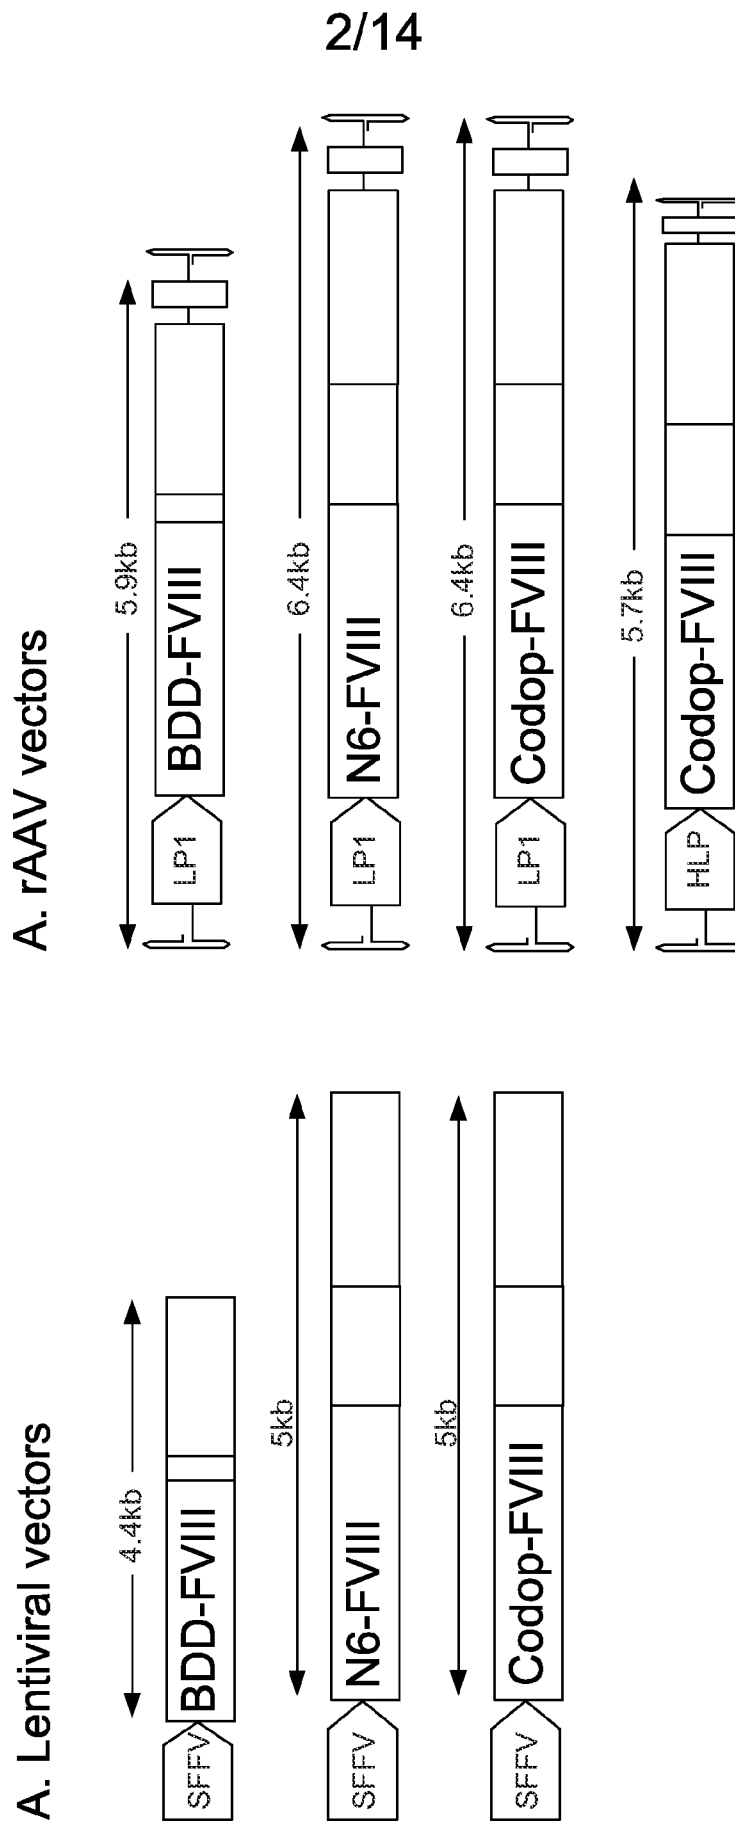 2/14
A. Lentiviral vectors
4.4kb
SFFV
BDD-FVIII
5kb
SFFV
N6-FVIII
5kb
SFFV
Codop-FVIII
A. rAAV vectors
5.9kb
LP1
BDD-FVIII
6.4kb
LP1
N6-FVIII
6.4kb
LP1
Codop-FVIII
5.7kb
HLP
Codop-FVIII